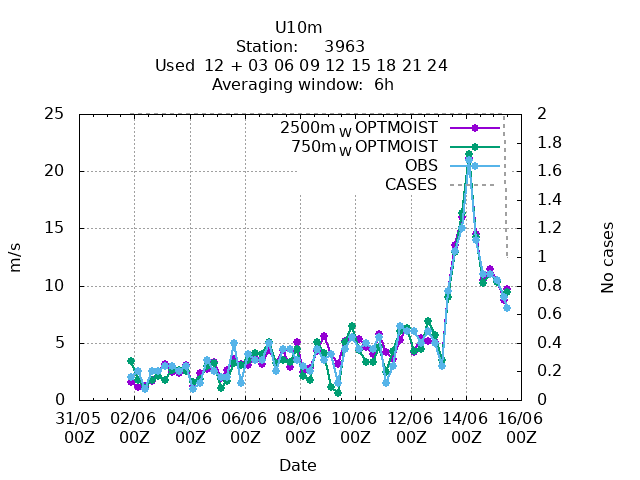 U10m
Station: 3963
Used 12 + 03 06 09 12 15 18 21 24
Averaging window: 6h
25 2
2500m w OPTMOIST
750m w OPTMOIST
OBS
CASES
20
15
10
5
0
1.8
1.6
1.4
1.2
1
0.8
0.6
0.4
0.2
0
m/s
No cases
31/05 02/06 04/06 06/06 08/06 10/06 12/06 14/06 16/06
00Z 00Z 00Z 00Z 00Z 00Z 00Z 00Z 00Z
Date